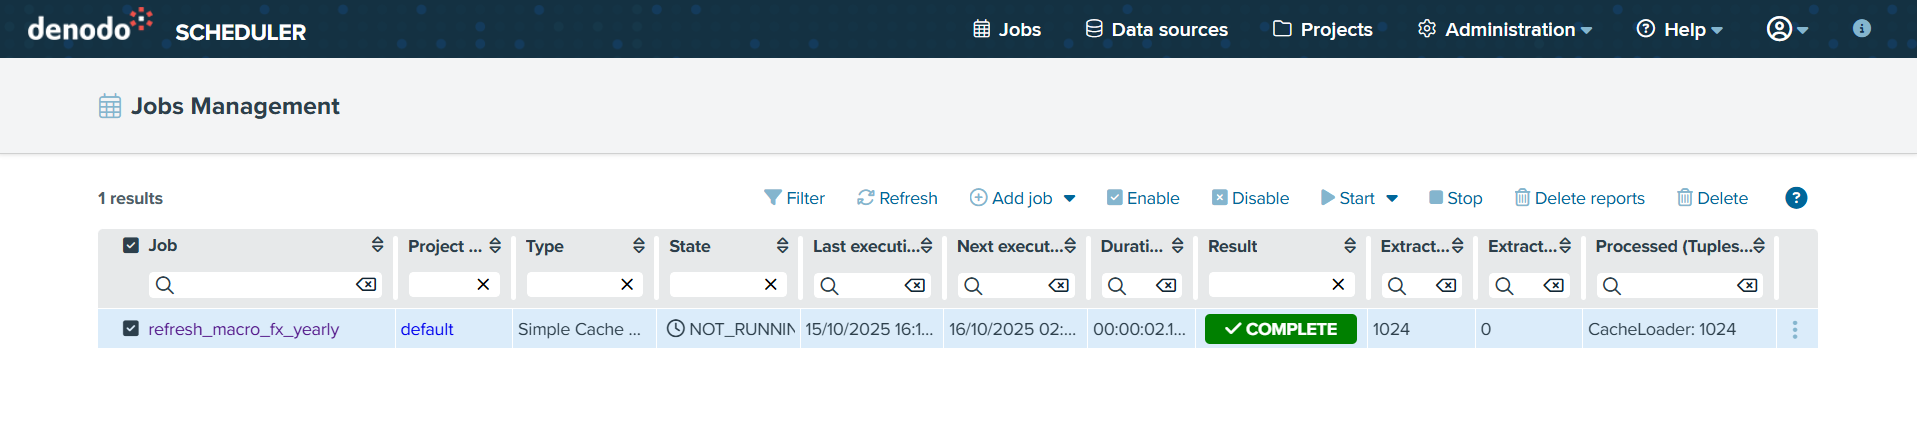 denodo SCHEDULER Jobs Data sources Projects Administration Help
Jobs Management
1 results Filter Refresh Add job Enable Disable Start Stop Delete reports Delete ?
Job Project ... Type State Last executi... Next execut... Durati... Result Extract... Extract... Processed (Tuples...
refresh_macro_fx_yearly default Simple Cache ... NOT_RUNNIN 15/10/2025 16:1... 16/10/2025 02:... 00:00:02.1... COMPLETE 1024 0 CacheLoader: 1024